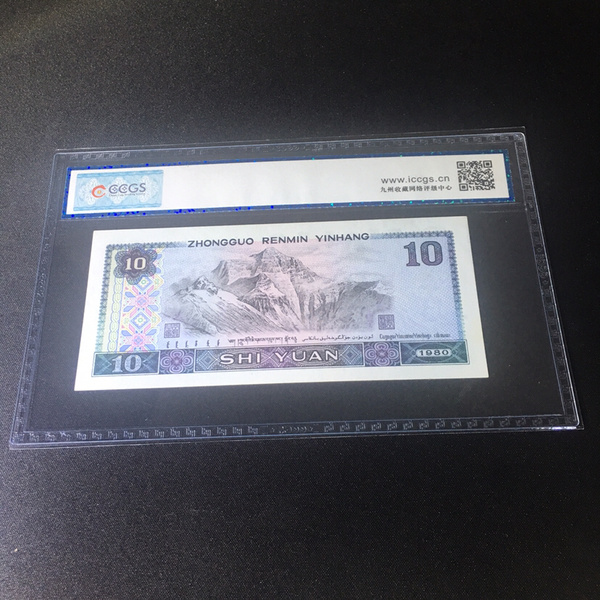 CCGS
www.iccgs.cn
九州收藏网络评级中心
ZHONGGUO RENMIN YINHANG
10
10
10
SHI YUAN
1980